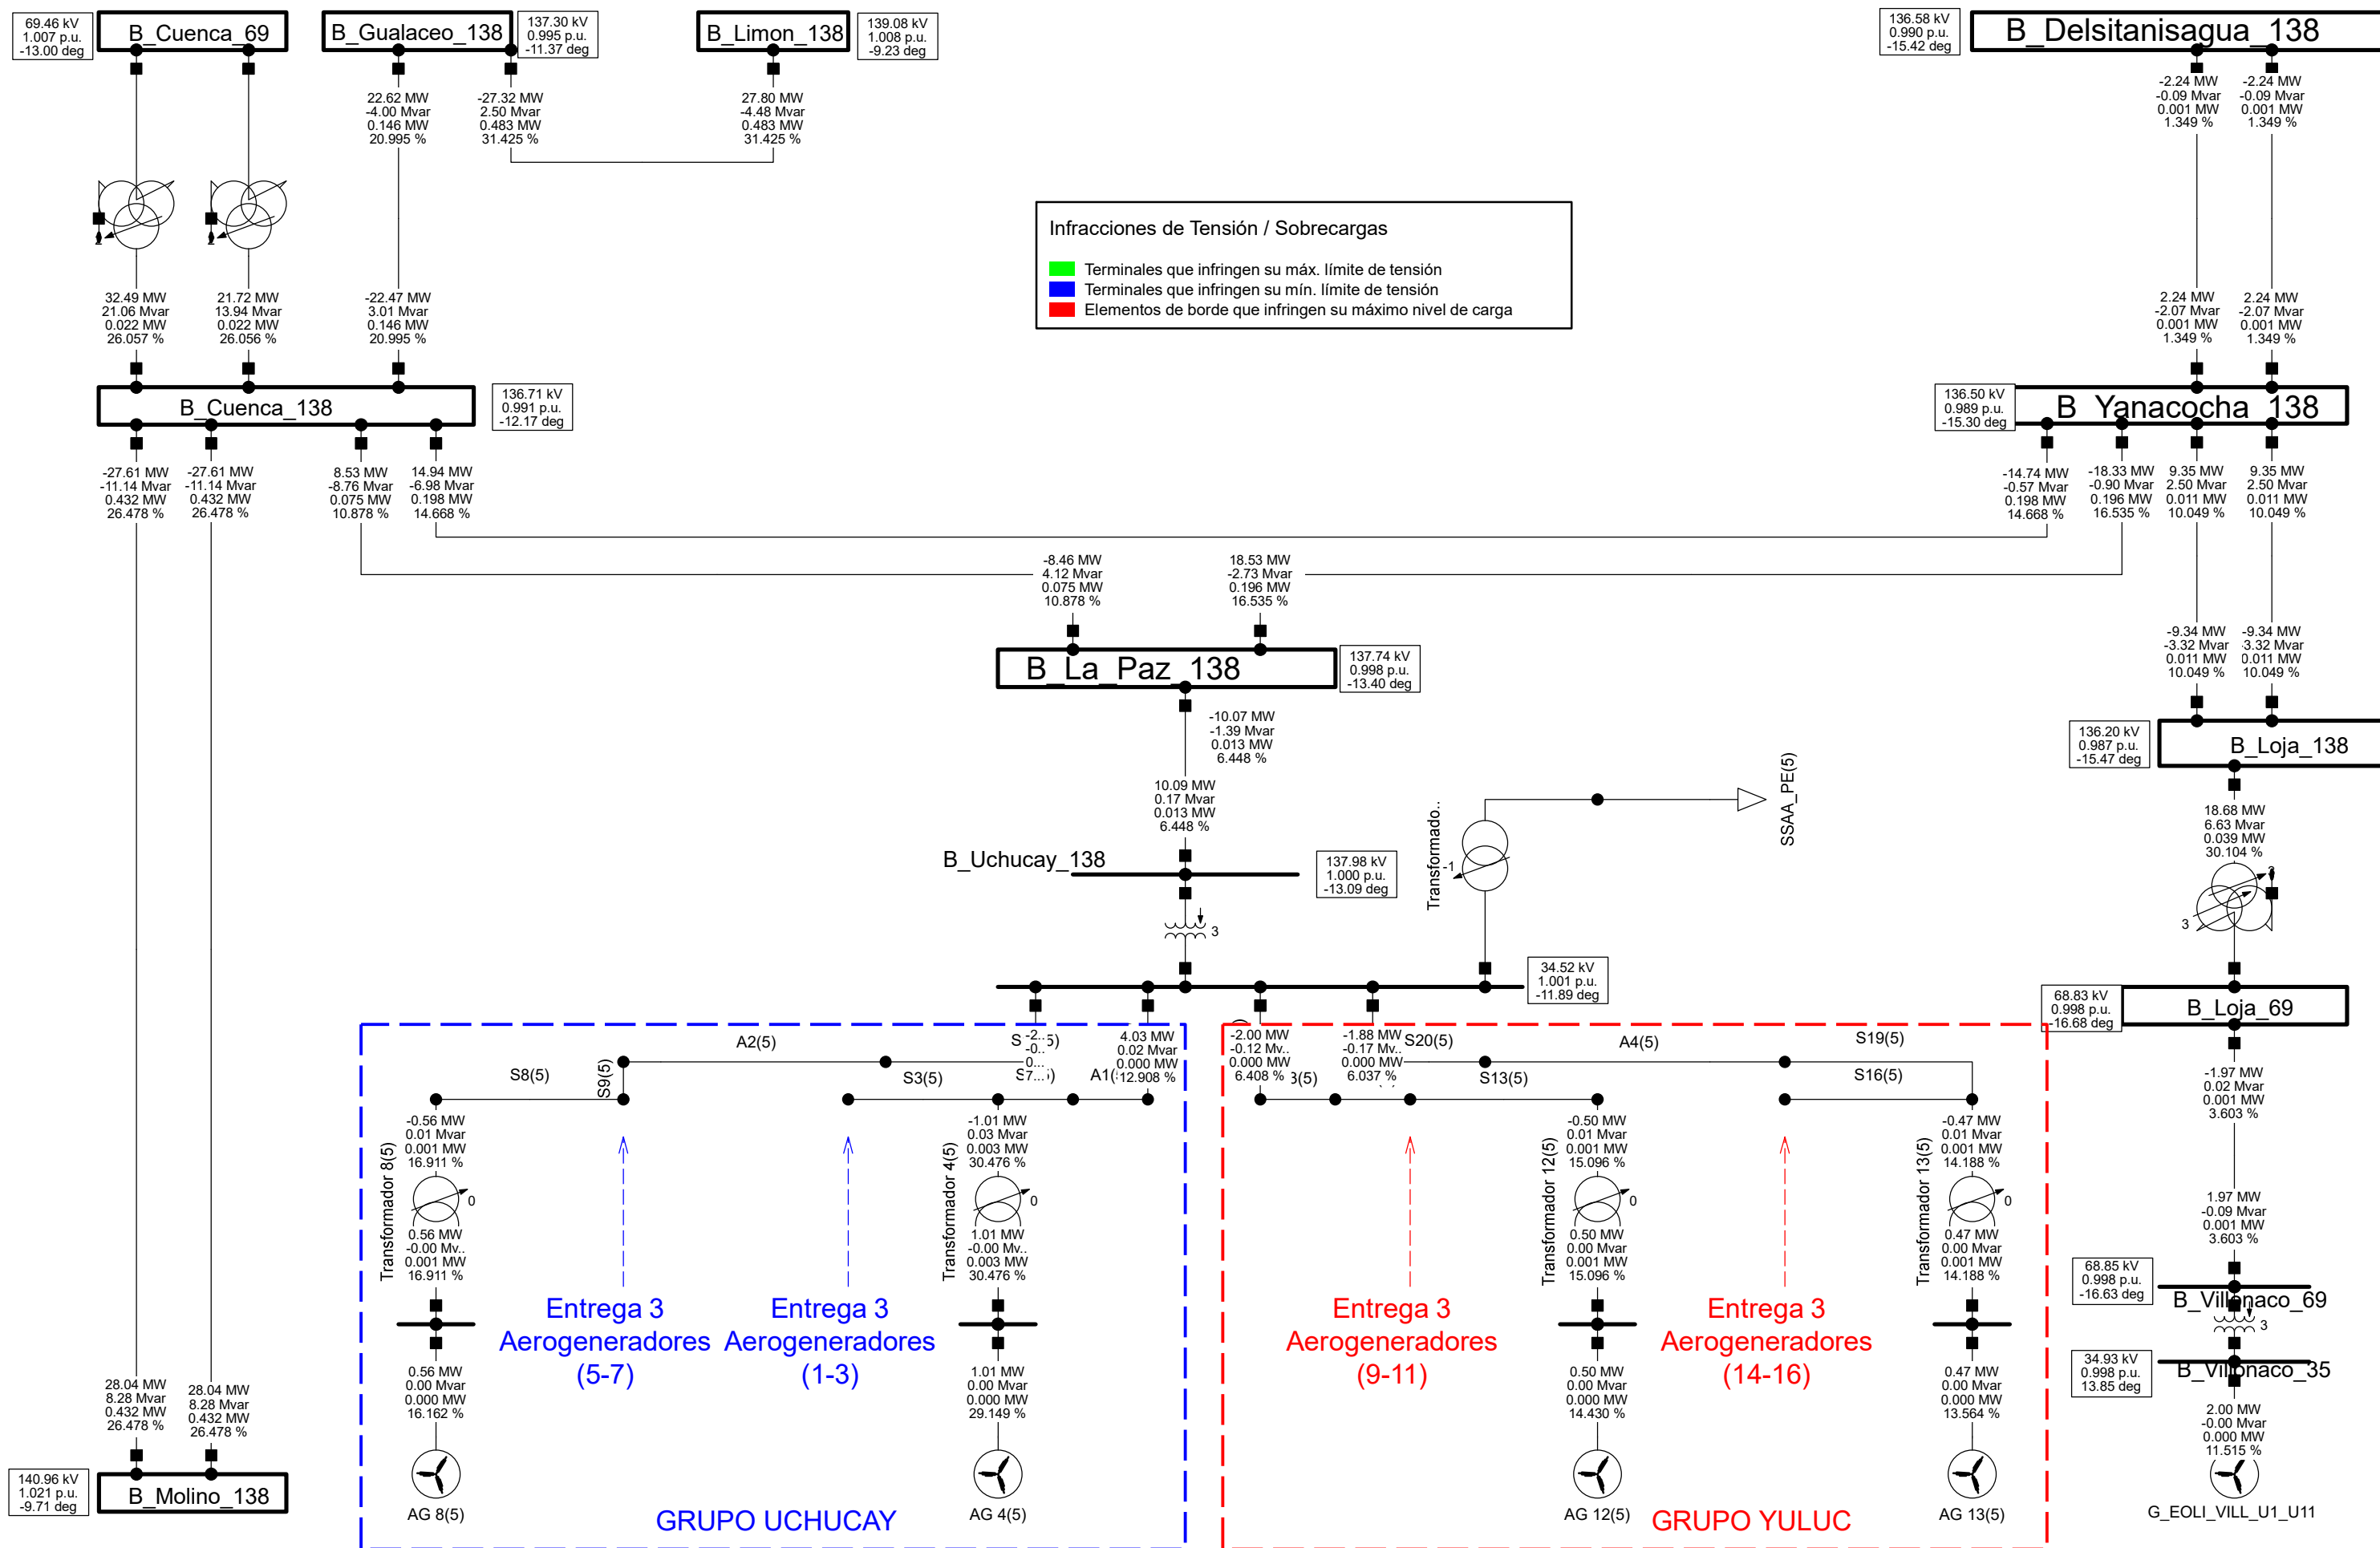 69.46 kV
1.007 p.u.
-13.00 deg
B_Cuenca_69
B_Gualaceo_138
137.30 kV
0.995 p.u.
-11.37 deg
B_Limon_138
139.08 kV
1.008 p.u.
-9.23 deg
136.58 kV
0.990 p.u.
-15.42 deg
B_Delsitanisagua_138
22.62 MW
-4.00 Mvar
0.146 MW
20.995 %
-27.32 MW
2.50 Mvar
0.483 MW
31.425 %
27.80 MW
-4.48 Mvar
0.483 MW
31.425 %
-2.24 MW
-0.09 Mvar
0.001 MW
1.349 %
-2.24 MW
-0.09 Mvar
0.001 MW
1.349 %
Infracciones de Tensión / Sobrecargas
Terminales que infringen su máx. límite de tensión
Terminales que infringen su mín. límite de tensión
Elementos de borde que infringen su máximo nivel de carga
32.49 MW
21.06 Mvar
0.022 MW
26.057 %
21.72 MW
13.94 Mvar
0.022 MW
26.056 %
-22.47 MW
3.01 Mvar
0.146 MW
20.995 %
2.24 MW
-2.07 Mvar
0.001 MW
1.349 %
2.24 MW
-2.07 Mvar
0.001 MW
1.349 %
B_Cuenca_138
136.71 kV
0.991 p.u.
-12.17 deg
136.50 kV
0.989 p.u.
-15.30 deg
B_Yanacocha_138
-27.61 MW
-11.14 Mvar
0.432 MW
26.478 %
-27.61 MW
-11.14 Mvar
0.432 MW
26.478 %
8.53 MW
-8.76 Mvar
0.075 MW
10.878 %
14.94 MW
-6.98 Mvar
0.198 MW
14.668 %
-14.74 MW
-0.57 Mvar
0.198 MW
14.668 %
-18.33 MW
-0.90 Mvar
0.196 MW
16.535 %
9.35 MW
2.50 Mvar
0.011 MW
10.049 %
9.35 MW
2.50 Mvar
0.011 MW
10.049 %
-8.46 MW
4.12 Mvar
0.075 MW
10.878 %
18.53 MW
-2.73 Mvar
0.196 MW
16.535 %
B_La_Paz_138
137.74 kV
0.998 p.u.
-13.40 deg
-9.34 MW
-3.32 Mvar
0.011 MW
10.049 %
-9.34 MW
-3.32 Mvar
0.011 MW
10.049 %
-10.07 MW
-1.39 Mvar
0.013 MW
6.448 %
136.20 kV
0.987 p.u.
-15.47 deg
B_Loja_138
10.09 MW
0.17 Mvar
0.013 MW
6.448 %
SSAA_PE(5)
Transformado..
-1
18.68 MW
6.63 Mvar
0.039 MW
30.104 %
3
B_Uchucay_138
137.98 kV
1.000 p.u.
-13.09 deg
3
34.52 kV
1.001 p.u.
-11.89 deg
68.83 kV
0.998 p.u.
-16.68 deg
B_Loja_69
A2(5)
-2...
-0..
0...
7...
4.03 MW
0.02 Mvar
0.000 MW
12.908 %
-2.00 MW
-0.12 Mv..
0.000 MW
6.408 %
-1.88 MW
-0.17 Mv..
0.000 MW
6.037 %
S20(5)
A4(5)
S19(5)
S8(5)
S9(5)
S3(5)
S13(5)
S16(5)
-1.97 MW
0.02 Mvar
0.001 MW
3.603 %
Transformador 8(5)
-0.56 MW
0.01 Mvar
0.001 MW
16.911 %
0
0.56 MW
-0.00 Mv..
0.001 MW
16.911 %
Transformador 4(5)
-1.01 MW
0.03 Mvar
0.003 MW
30.476 %
0
1.01 MW
-0.00 Mv..
0.003 MW
30.476 %
Transformador 12(5)
-0.50 MW
0.01 Mvar
0.001 MW
15.096 %
0
0.50 MW
0.00 Mvar
0.001 MW
15.096 %
Transformador 13(5)
-0.47 MW
0.01 Mvar
0.001 MW
14.188 %
0
0.47 MW
0.00 Mvar
0.001 MW
14.188 %
1.97 MW
-0.09 Mvar
0.001 MW
3.603 %
Entrega 3
Aerogeneradores
(5-7)
Entrega 3
Aerogeneradores
(1-3)
Entrega 3
Aerogeneradores
(9-11)
Entrega 3
Aerogeneradores
(14-16)
68.85 kV
0.998 p.u.
-16.63 deg
B_Villonaco_69
3
34.93 kV
0.998 p.u.
13.85 deg
B_Villonaco_35
28.04 MW
8.28 Mvar
0.432 MW
26.478 %
28.04 MW
8.28 Mvar
0.432 MW
26.478 %
0.56 MW
0.00 Mvar
0.000 MW
16.162 %
1.01 MW
0.00 Mvar
0.000 MW
29.149 %
0.50 MW
0.00 Mvar
0.000 MW
14.430 %
0.47 MW
0.00 Mvar
0.000 MW
13.564 %
2.00 MW
-0.00 Mvar
0.000 MW
11.515 %
140.96 kV
1.021 p.u.
-9.71 deg
B_Molino_138
AG 8(5)
GRUPO UCHUCAY
AG 4(5)
AG 12(5)
GRUPO YULUC
AG 13(5)
G_EOLI_VILL_U1_U11